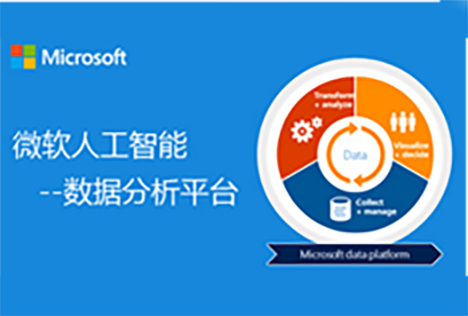 Microsoft
微软人工智能
--数据分析平台
Transform
+ analyze
Visualize
+ decide
Data
Collect
+ manage
Microsoft data platform